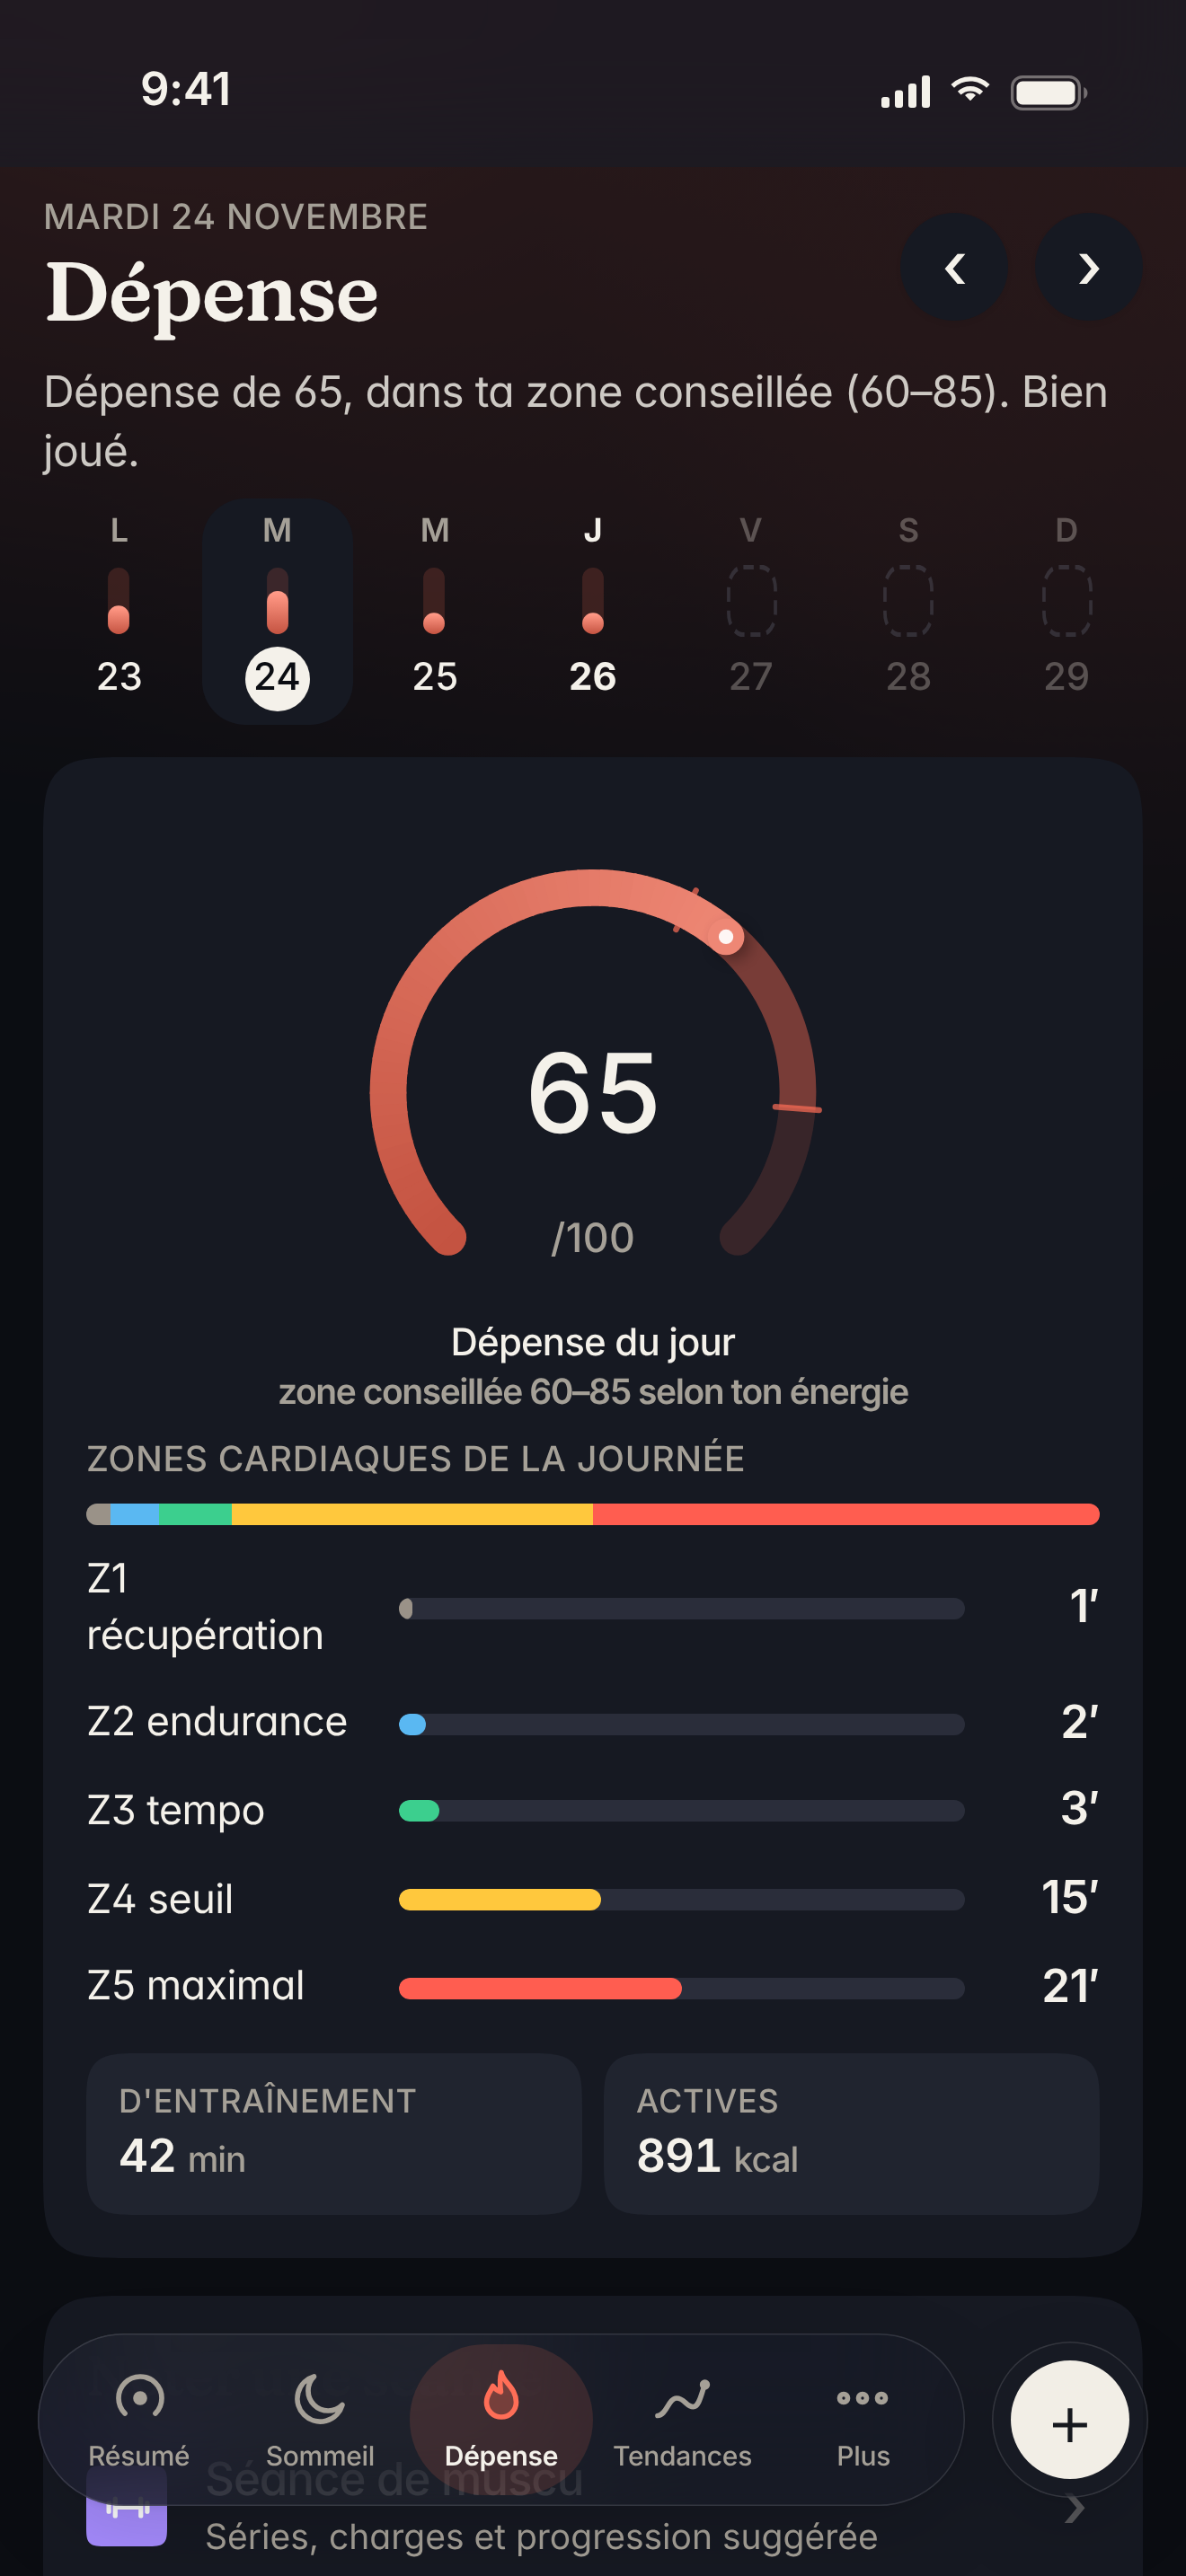 9:41
MARDI 24 NOVEMBRE
Dépense
Dépense de 65, dans ta zone conseillée (60–85). Bien
joué.
L M M J V S D
23 24 25 26 27 28 29
65
/100
Dépense du jour
zone conseillée 60–85 selon ton énergie
ZONES CARDIAQUES DE LA JOURNÉE
Z1
récupération 1′
Z2 endurance 2′
Z3 tempo 3′
Z4 seuil 15′
Z5 maximal 21′
D'ENTRAÎNEMENT ACTIVES
42 min 891 kcal
Résumé Sommeil Dépense Tendances Plus
Séance de muscu
Séries, charges et progression suggérée